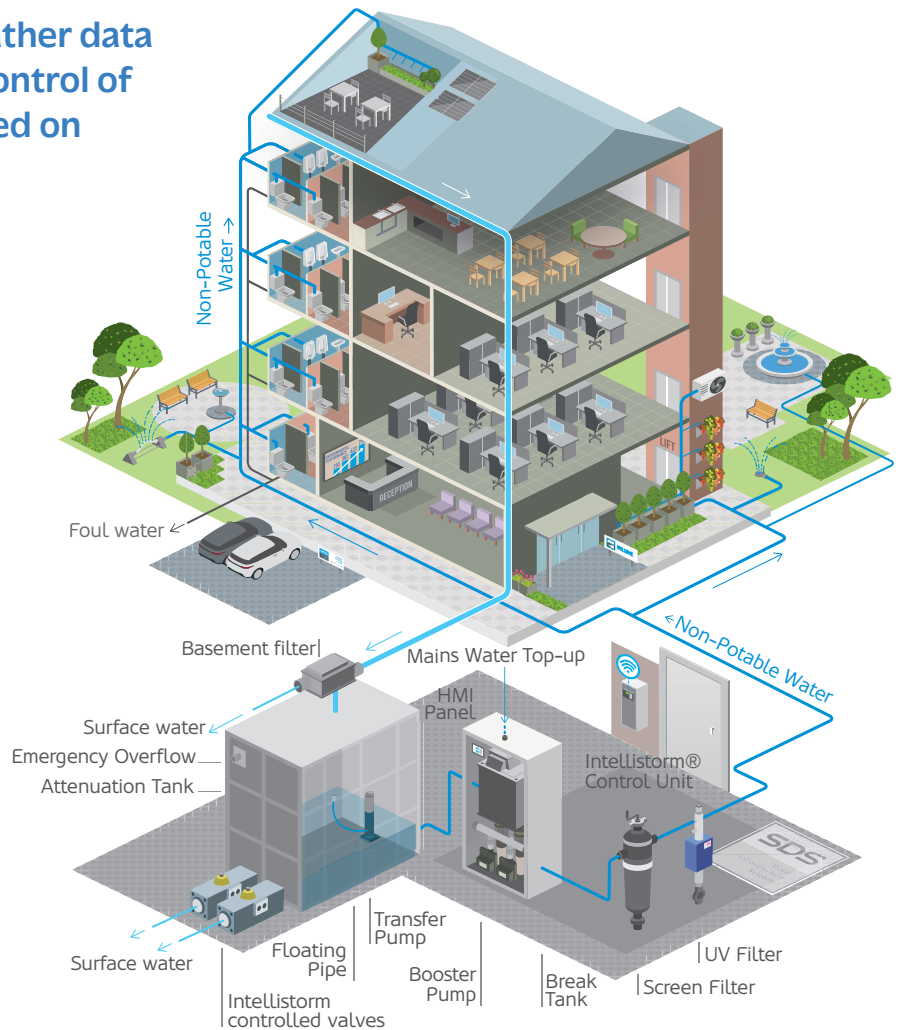 ather data
ontrol of
ed on
Non-Potable
Water
LIFT
RECEPTION
Foul water
Basement filter
Mains Water Top-up
Non-Potable Water
HMI
Panel
Surface water
Emergency Overflow
Attenuation Tank
Intellistorm®
Control Unit
SDS
Surface water
Floating
Pipe
Transfer
Pump
Booster
Pump
Break
Tank
UV Filter
Screen Filter
Intellistorm
controlled valves